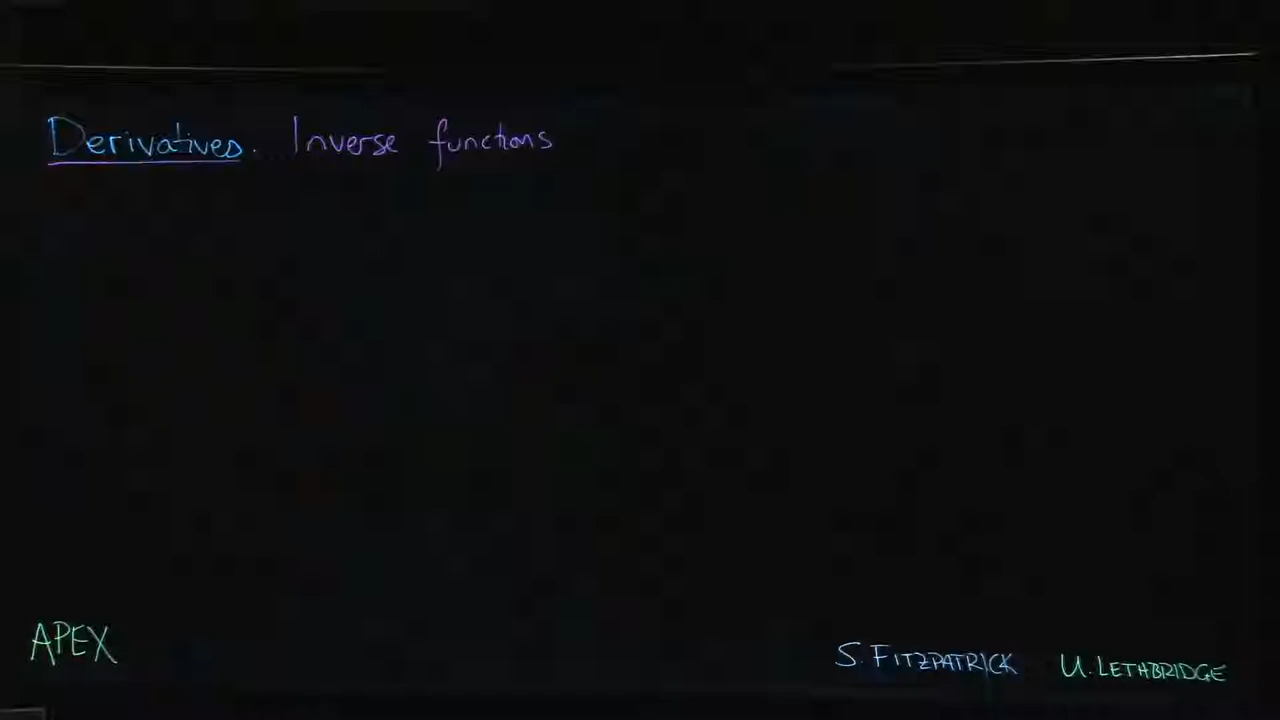 Derivatives. Inverse functions
APEX
S. FITZPATRICK U. LETHBRIDGE